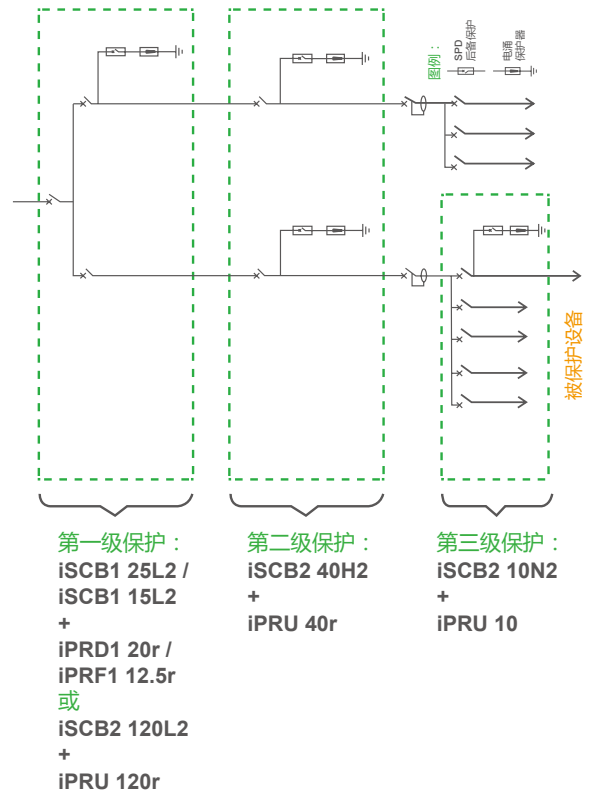 图例：
SPD
后备保护
电涌
保护器
被保护设备
第一级保护：
iSCB1 25L2 /
iSCB1 15L2
+
iPRD1 20r /
iPRF1 12.5r
或
iSCB2 120L2
+
iPRU 120r
第二级保护：
iSCB2 40H2
+
iPRU 40r
第三级保护：
iSCB2 10N2
+
iPRU 10